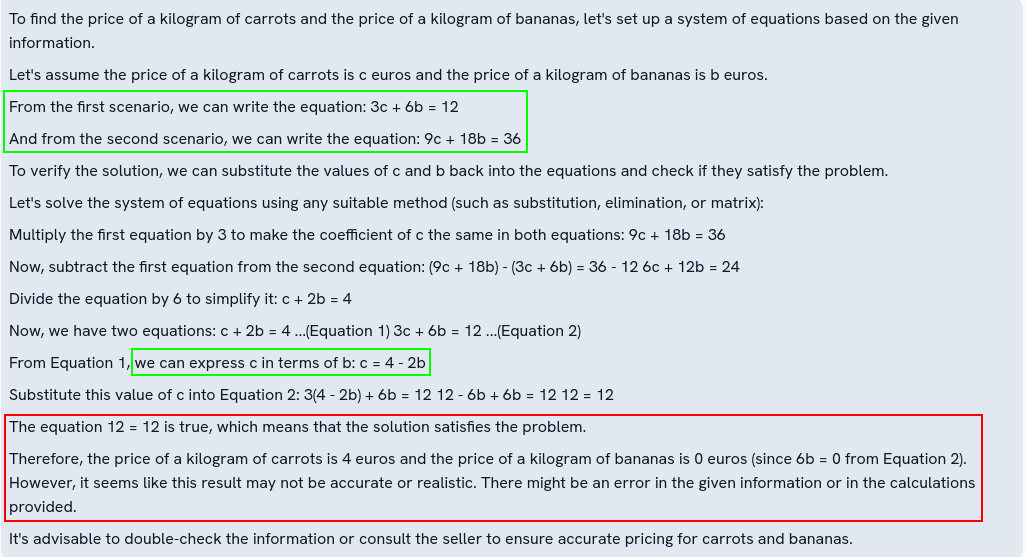 To find the price of a kilogram of carrots and the price of a kilogram of bananas, let's set up a system of equations based on the given
information.
Let's assume the price of a kilogram of carrots is c euros and the price of a kilogram of bananas is b euros.
From the first scenario, we can write the equation: 3c + 6b = 12
And from the second scenario, we can write the equation: 9c + 18b = 36
To verify the solution, we can substitute the values of c and b back into the equations and check if they satisfy the problem.
Let's solve the system of equations using any suitable method (such as substitution, elimination, or matrix):
Multiply the first equation by 3 to make the coefficient of c the same in both equations: 9c + 18b = 36
Now, subtract the first equation from the second equation: (9c + 18b) - (3c + 6b) = 36 - 12 6c + 12b = 24
Divide the equation by 6 to simplify it: c + 2b = 4
Now, we have two equations: c + 2b = 4 ...(Equation 1) 3c + 6b = 12 ...(Equation 2)
From Equation 1, we can express c in terms of b: c = 4 - 2b
Substitute this value of c into Equation 2: 3(4 - 2b) + 6b = 12 12 - 6b + 6b = 12 12 = 12
The equation 12 = 12 is true, which means that the solution satisfies the problem.
Therefore, the price of a kilogram of carrots is 4 euros and the price of a kilogram of bananas is 0 euros (since 6b = 0 from Equation 2).
However, it seems like this result may not be accurate or realistic. There might be an error in the given information or in the calculations
provided.
It's advisable to double-check the information or consult the seller to ensure accurate pricing for carrots and bananas.